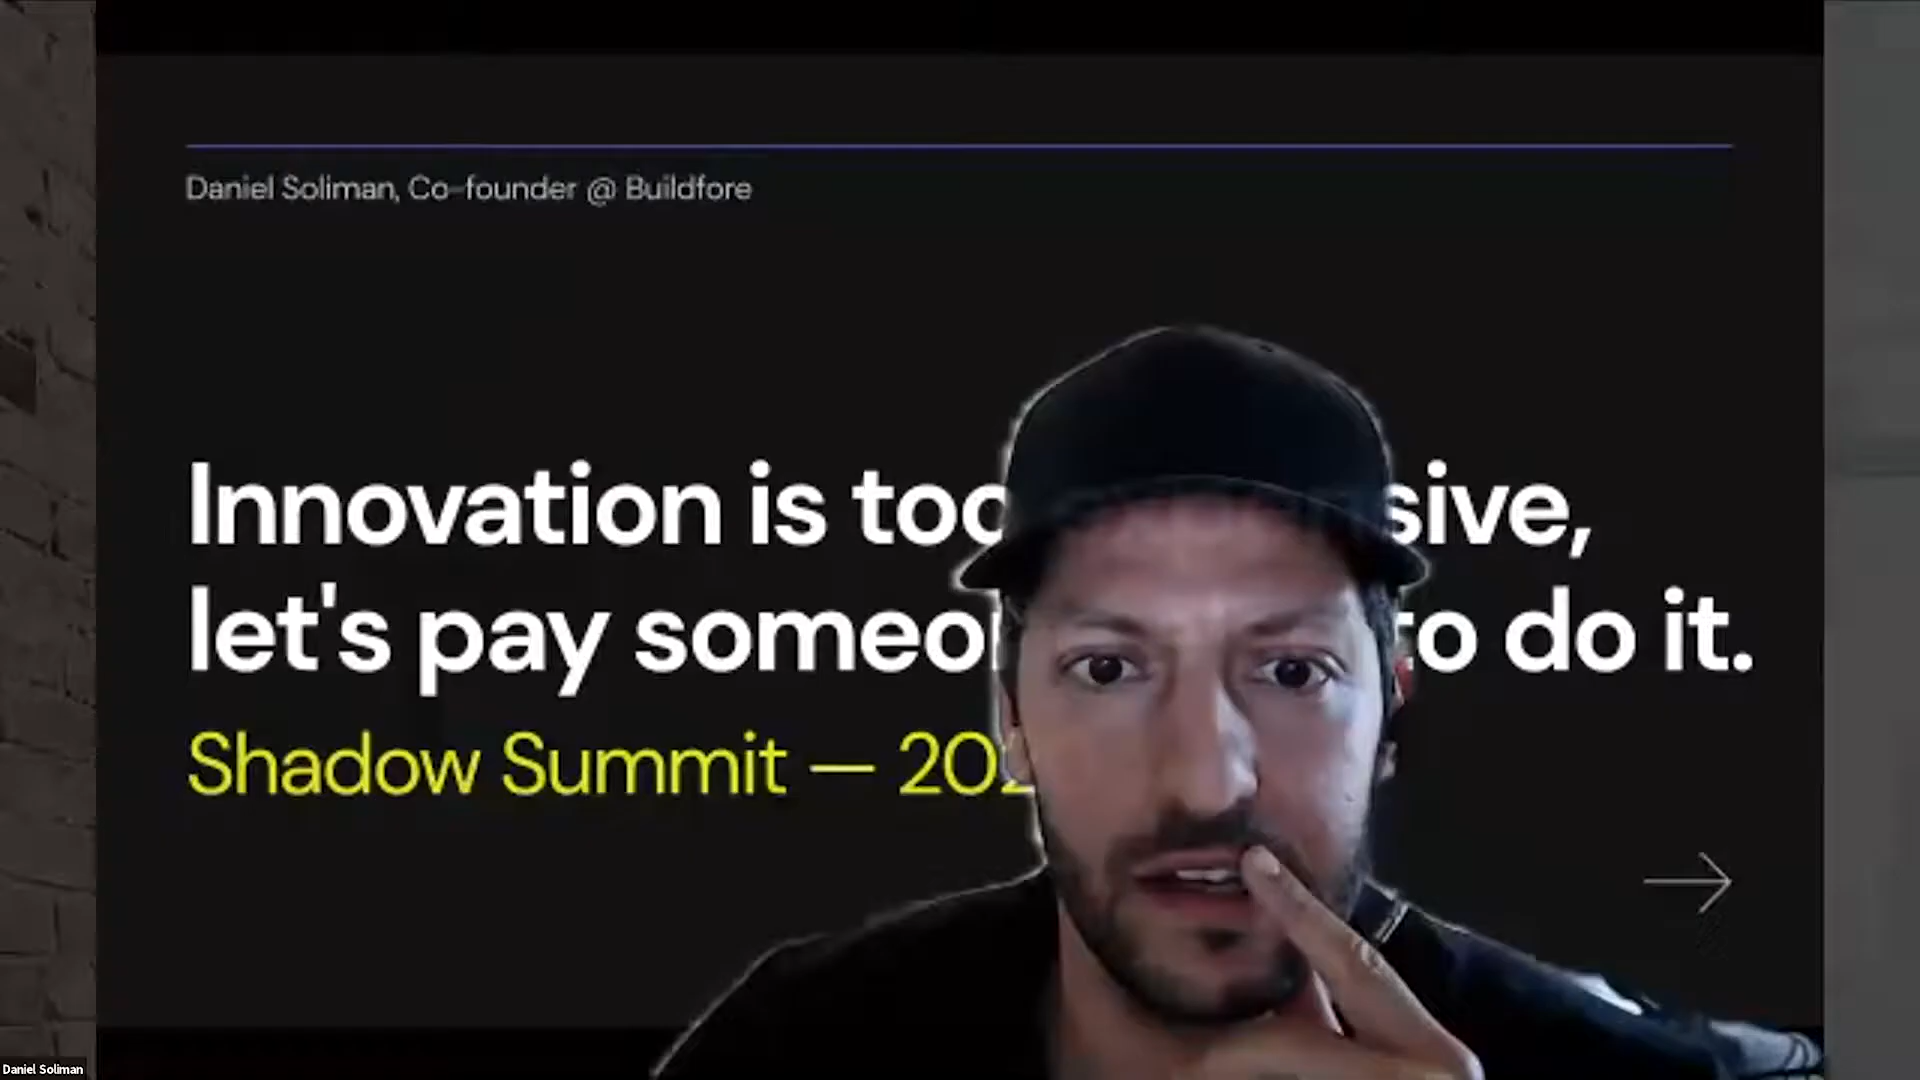 Daniel Soliman, Co-founder @ Buildfore
Innovation is too sive,
let's pay someo to do it.
Shadow Summit — 202
Daniel Soliman